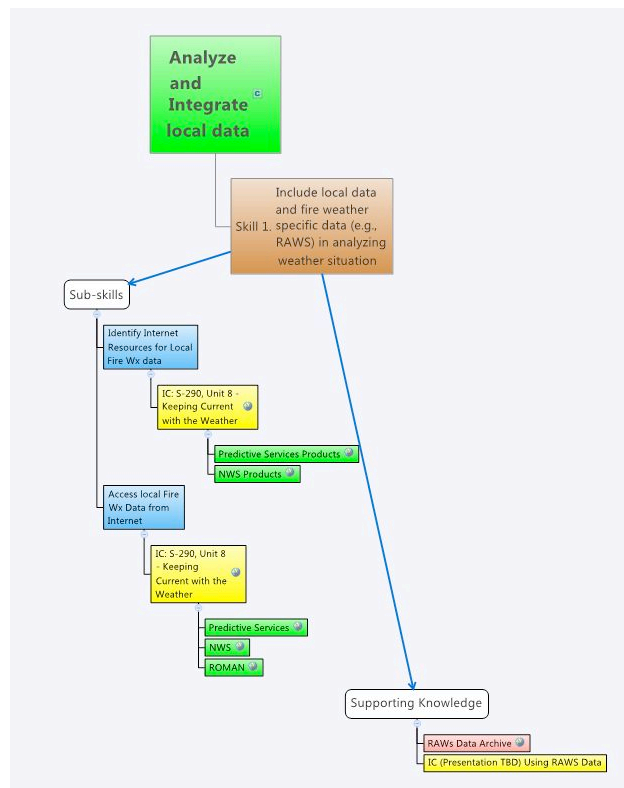 Analyze
and
Integrate
local data
Skill 1.
Include local data
and fire weather
specific data (e.g.,
RAWS) in analyzing
weather situation
Sub-skills
Identify Internet
Resources for Local
Fire Wx data
IC: S-290, Unit 8 -
Keeping Current
with the Weather
Predictive Services Products
NWS Products
Access local Fire
Wx Data from
Internet
IC: S-290, Unit 8
- Keeping
Current with the
Weather
Predictive Services
NWS
ROMAN
Supporting Knowledge
RAWs Data Archive
IC (Presentation TBD) Using RAWS Data